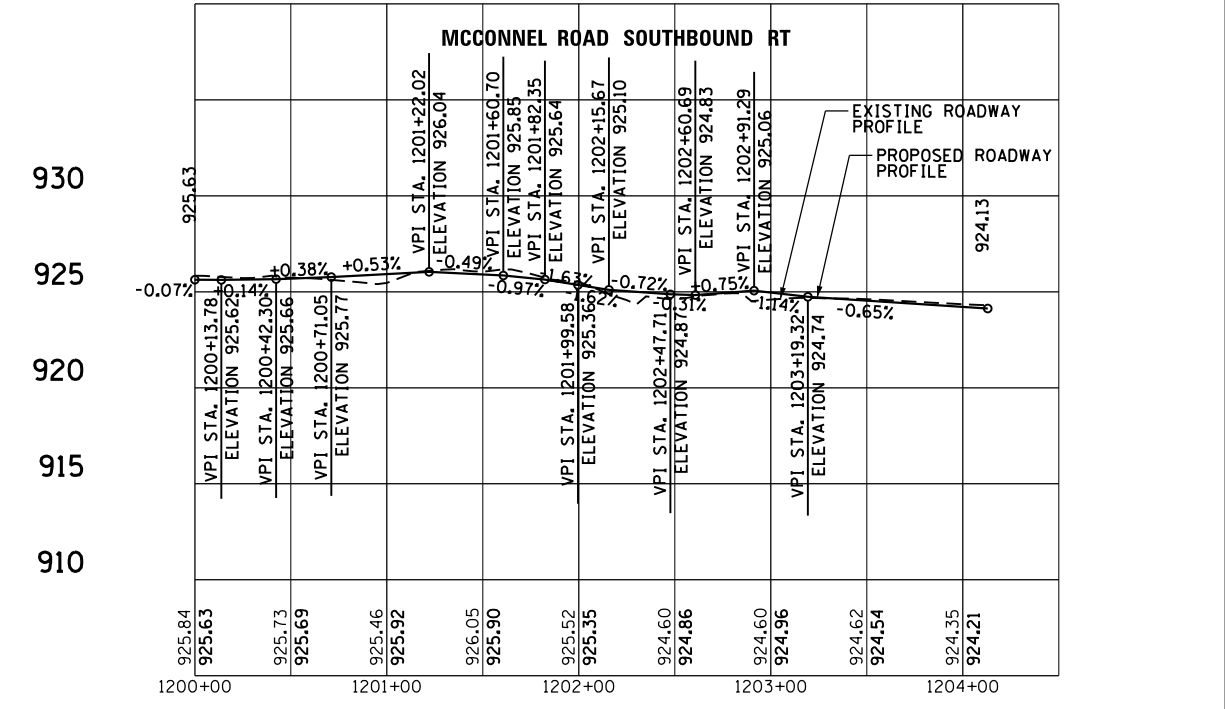 MCCONNEL ROAD SOUTHBOUND RT
VPI STA. 1201+22.02
ELEVATION 926.04
VPI STA. 1201+60.70
ELEVATION 925.85
VPI STA. 1201+82.35
ELEVATION 925.64
VPI STA. 1202+15.67
ELEVATION 925.10
VPI STA. 1202+60.69
ELEVATION 924.83
VPI STA. 1202+91.29
ELEVATION 925.06
EXISTING ROADWAY
PROFILE
PROPOSED ROADWAY
PROFILE
930
925
920
915
910
925.63
924.13
-0.07%
+0.14%
+0.38%
+0.53%
-0.49%
-0.97%
-1.63%
-1.62%
-0.72%
-0.31%
+0.75%
-1.14%
-0.65%
VPI STA. 1200+13.78
ELEVATION 925.62
VPI STA. 1200+42.30
ELEVATION 925.66
VPI STA. 1200+71.05
ELEVATION 925.77
VPI STA. 1201+99.58
ELEVATION 925.36
VPI STA. 1202+47.71
ELEVATION 924.87
VPI STA. 1203+19.32
ELEVATION 924.74
925.84
925.63
925.73
925.69
925.46
925.92
926.05
925.90
925.52
925.35
924.60
924.86
924.60
924.96
924.62
924.54
924.35
924.21
1200+00
1201+00
1202+00
1203+00
1204+00